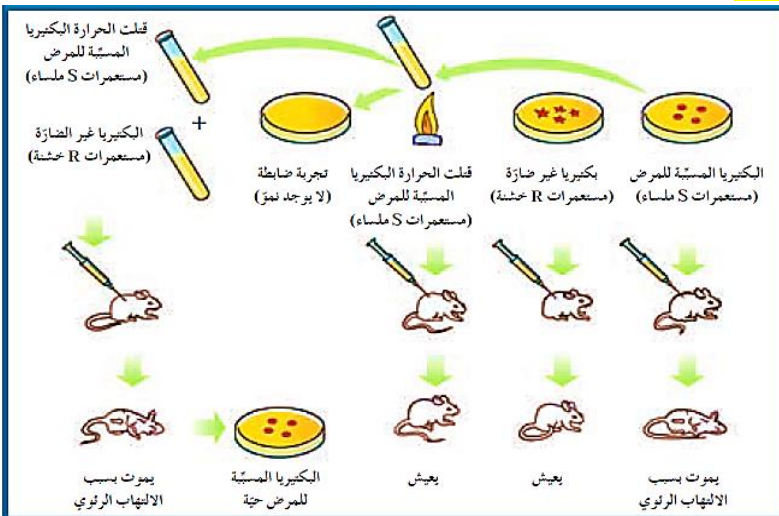 البكتيريا المسبّبة للمرض
(مستعمرات S ملساء)
بكتيريا غير ضارّة
(مستعمرات R خشنة)
قتلت الحرارة البكتيريا
المسبّبة للمرض
(مستعمرات S ملساء)
تجربة ضابطة
(لا يوجد نموّ)
قتلت الحرارة البكتيريا
المسبّبة للمرض
(مستعمرات S ملساء)
+
البكتيريا غير الضارّة
(مستعمرات R خشنة)
يموت بسبب
الالتهاب الرئوي
يعيش
يعيش
البكتيريا المسبّبة
للمرض حيّة
يموت بسبب
الالتهاب الرئوي